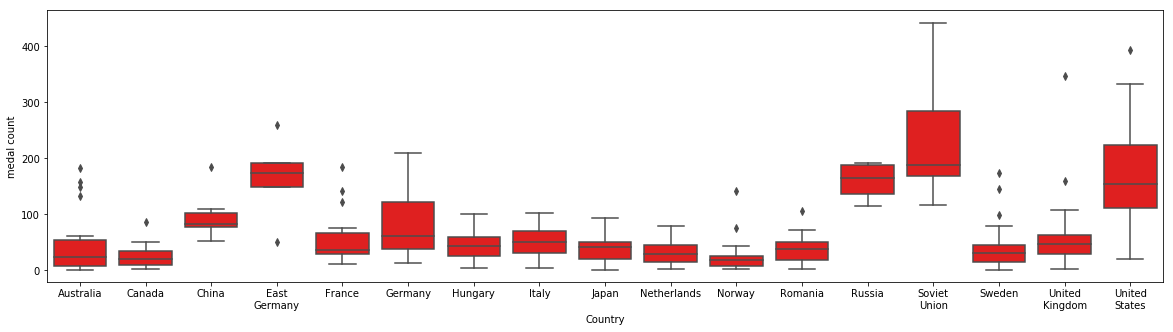 medal count
400
300
200
100
0
Australia
Canada
China
East
Germany
France
Germany
Hungary
Italy
Japan
Netherlands
Norway
Romania
Russia
Soviet
Union
Sweden
United
Kingdom
United
States
Country